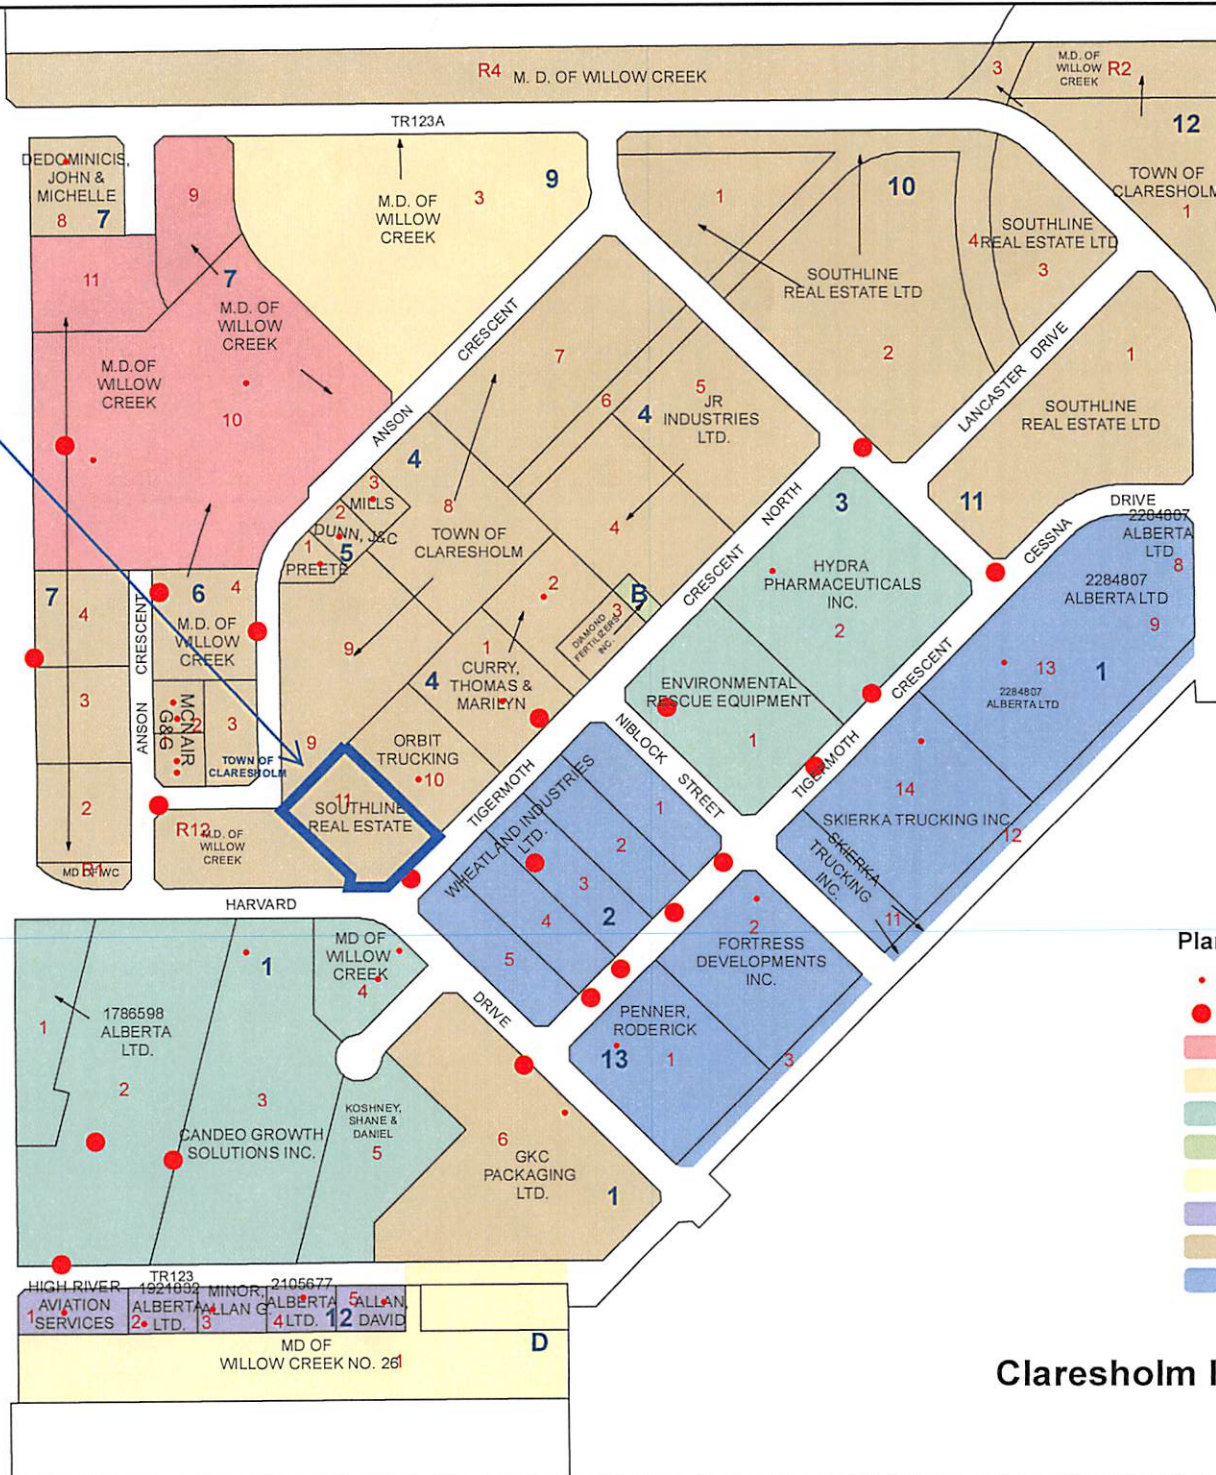 R4 M. D. OF WILLOW CREEK
3
M.D. OF
WILLOW
CREEK
R2
TR123A
12
TOWN OF
CLARESHOLM
1
DEDOMINICIS,
JOHN &
MICHELLE
8 7
9
M.D. OF
WILLOW
CREEK
3
9
1
10
SOUTHLINE
REAL ESTATE LTD
2
4
SOUTHLINE
REAL ESTATE LTD
3
11
7
M.D. OF
WILLOW
CREEK
M.D.OF
WILLOW
CREEK
10
ANSON
CRESCENT
7
6
5
4
JR
INDUSTRIES
LTD.
4
LANCASTER
DRIVE
1
SOUTHLINE
REAL ESTATE LTD
11
4
3
MILLS
2
DUNN, J&C
1
5
PREETE
8
TOWN OF
CLARESHOLM
9
CRESCENT
NORTH
3
HYDRA
PHARMACEUTICALS
INC.
2
CESSNA
DRIVE
2284807
ALBERTA
LTD
8
2284807
ALBERTA LTD
9
13
1
2284807
ALBERTA LTD
7
4
3
2
R1
MD OF WC
ANSON
CRESCENT
6
4
M.D. OF
WILLOW
CREEK
MCNAIR
G&G
2
3
TOWN OF
CLARESHOLM
2
B
3
DIAMOND
FERTILIZERS
INC.
1
4
CURRY,
THOMAS &
MARILYN
ENVIRONMENTAL
RESCUE EQUIPMENT
1
9
ORBIT
TRUCKING
10
11
SOUTHLINE
REAL ESTATE
R12
M.D. OF
WILLOW
CREEK
TIGERMOTH
NIBLOCK
STREET
TIGERMOTH
CRESCENT
14
SKIERKA TRUCKING INC.
12
SKIERKA
TRUCKING
INC.
11
WHEATLAND INDUSTRIES
LTD.
1
2
3
2
4
5
HARVARD
DRIVE
1
MD OF
WILLOW
CREEK
4
1
1786598
ALBERTA
LTD.
2
3
CANDEO GROWTH
SOLUTIONS INC.
KOSHNEY,
SHANE &
DANIEL
5
2
FORTRESS
DEVELOPMENTS
INC.
PENNER,
RODERICK
13 1
3
6
GKC
PACKAGING
LTD.
1
TR123
HIGH RIVER
AVIATION
SERVICES
1
1921892
ALBERTA
LTD.
2
MINOR,
ALLAN G.
3
2105677
ALBERTA
LTD.
4
12
5
ALLAN,
DAVID
MD OF
WILLOW CREEK NO. 26
1
D
Claresholm